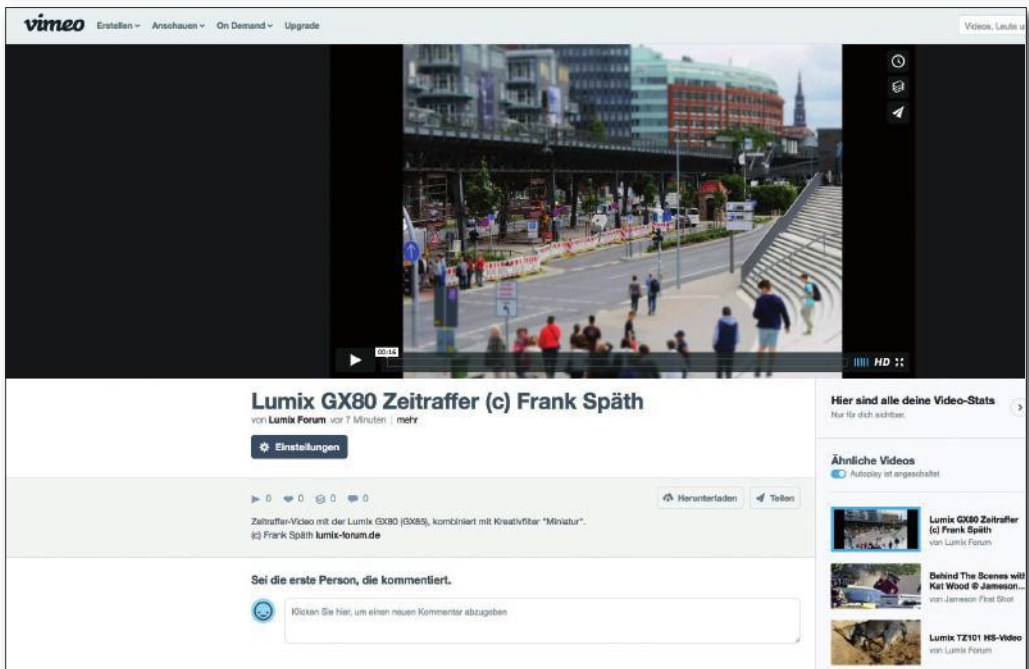 vimeo Erstellen Anschauen On Demand Upgrade
Videos, Leute u
00:16
HD
Lumix GX80 Zeitraffer (c) Frank Späth
von Lumix Forum vor 7 Minuten | mehr
Einstellungen
0 0 0 0
Herunterladen Teilen
Zeitraffer-Video mit der Lumix GX80 (GX85), kombiniert mit Kreativfilter "Miniatur".
(c) Frank Späth lumix-forum.de
Sei die erste Person, die kommentiert.
Klicken Sie hier, um einen neuen Kommentar abzugeben
Hier sind alle deine Video-Stats
Nur für dich sichtbar.
Ähnliche Videos
Autoplay ist angeschaltet
Lumix GX80 Zeitraffer
(c) Frank Späth
von Lumix Forum
Behind The Scenes with
Kat Wood @ Jameson...
von Jameson First Shot
Lumix TZ101 HS-Video
von Lumix Forum